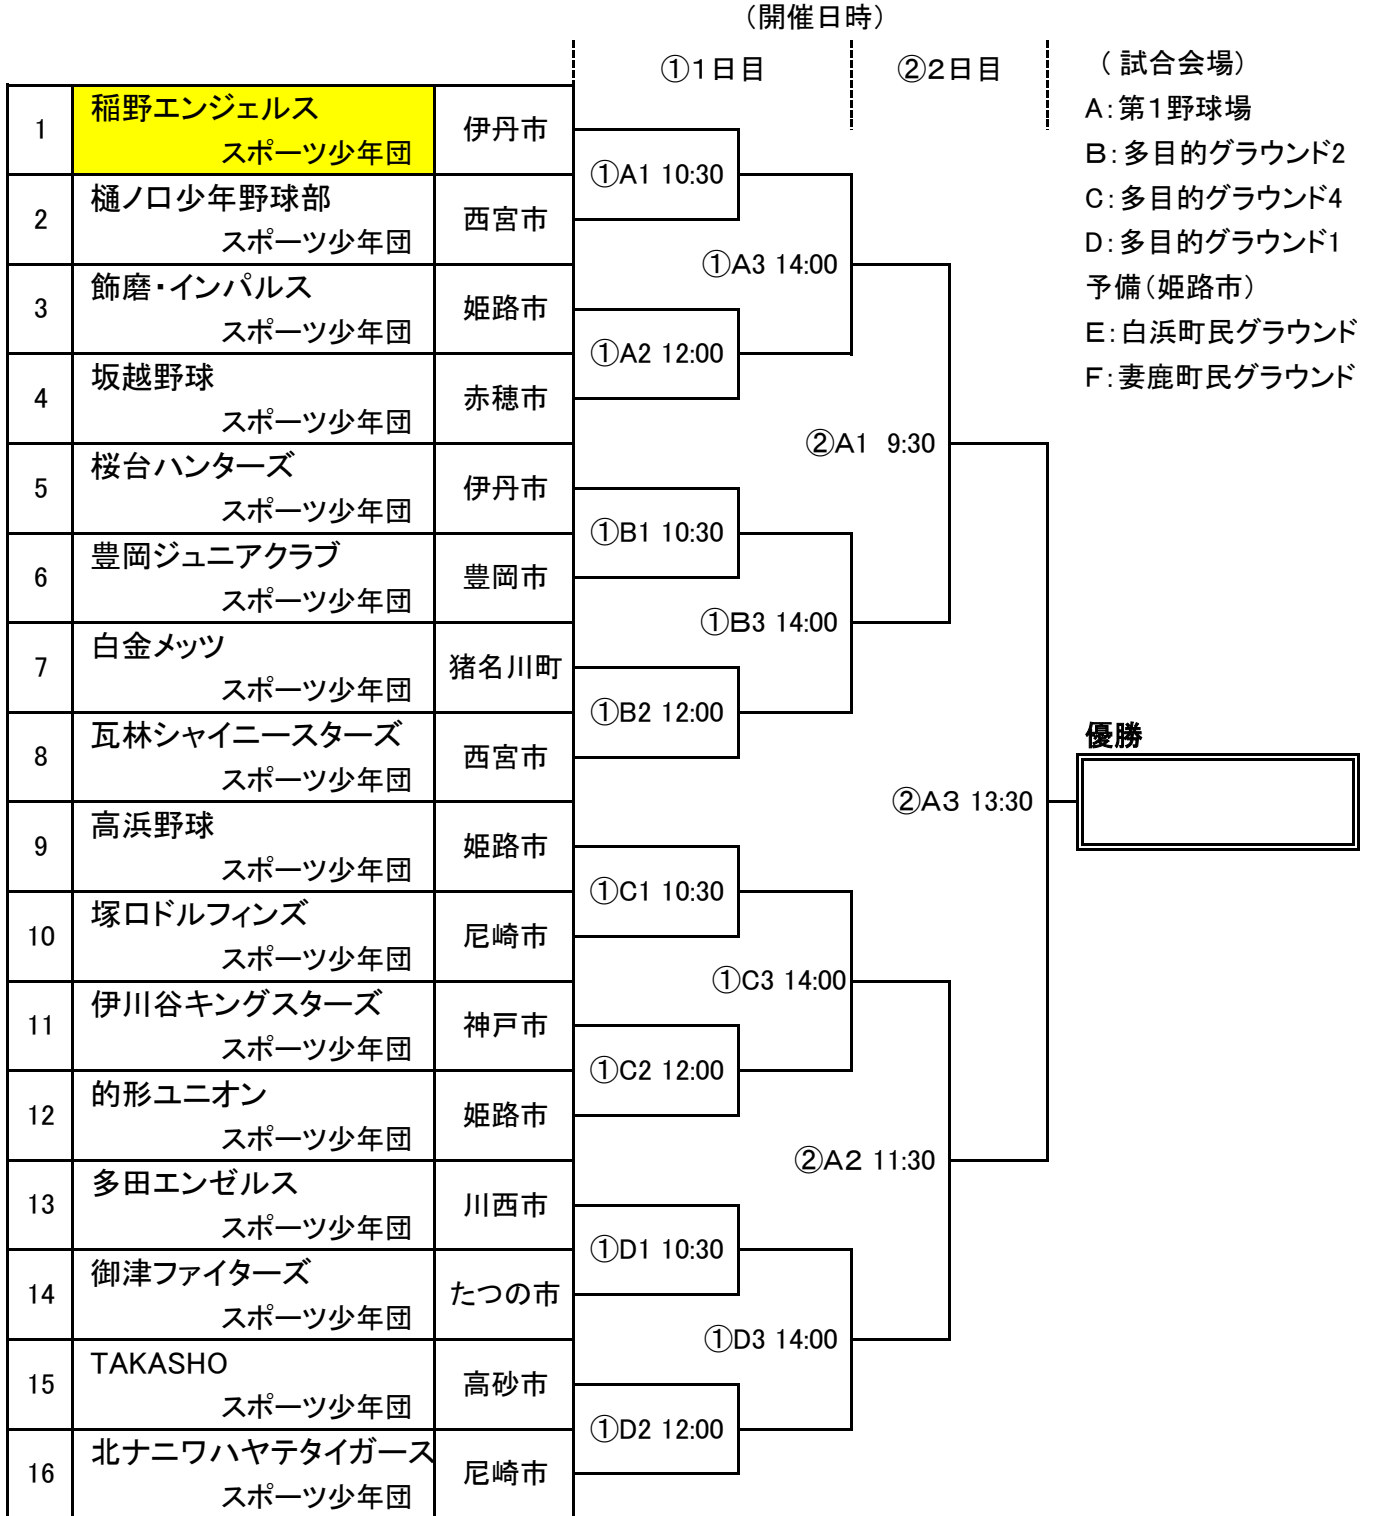 （開催日時）
①１日目
②２日目
（ 試合会場）
A：第１野球場
Ｂ：多目的グラウンド2
C：多目的グラウンド4
D：多目的グラウンド1
予備（姫路市）
Ｅ：白浜町民グラウンド
Ｆ：妻鹿町民グラウンド
1 稲野エンジェルス
スポーツ少年団 伊丹市
2 樋ノ口少年野球部
スポーツ少年団 西宮市
3 飾磨・インパルス
スポーツ少年団 姫路市
4 坂越野球
スポーツ少年団 赤穂市
5 桜台ハンターズ
スポーツ少年団 伊丹市
6 豊岡ジュニアクラブ
スポーツ少年団 豊岡市
7 白金メッツ
スポーツ少年団 猪名川町
8 瓦林シャイニースターズ
スポーツ少年団 西宮市
9 高浜野球
スポーツ少年団 姫路市
10 塚口ドルフィンズ
スポーツ少年団 尼崎市
11 伊川谷キングスターズ
スポーツ少年団 神戸市
12 的形ユニオン
スポーツ少年団 姫路市
13 多田エンゼルス
スポーツ少年団 川西市
14 御津ファイターズ
スポーツ少年団 たつの市
15 TAKASHO
スポーツ少年団 高砂市
16 北ナニワハヤテタイガース
スポーツ少年団 尼崎市
①A1 10:30
①A2 12:00
①B1 10:30
①B2 12:00
①C1 10:30
①C2 12:00
①D1 10:30
①D2 12:00
①A3 14:00
①B3 14:00
①C3 14:00
①D3 14:00
②A1 9:30
②A２ 11:30
②A３ 13:30
優勝